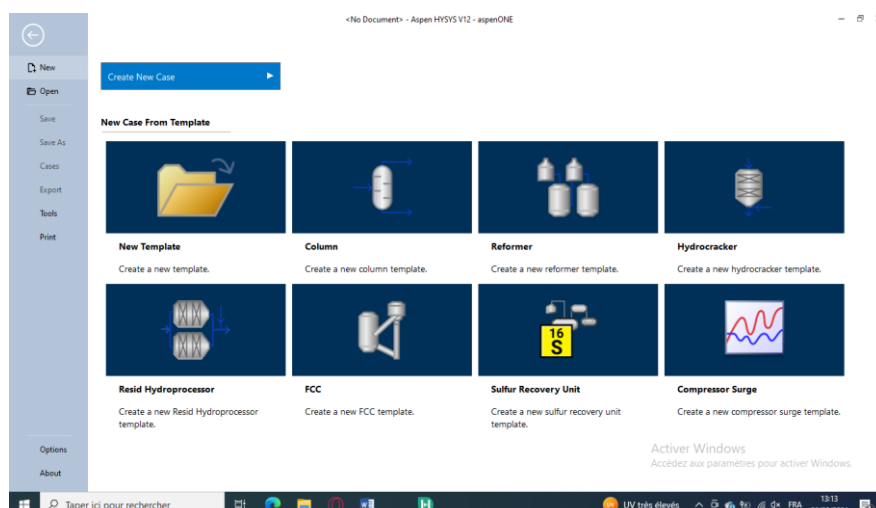 <No Document> - Aspen HYSYS V12 - aspenONE
New
Open
Save
Save As
Cases
Export
Tools
Print
Options
About
Create New Case
New Case From Template
New Template
Create a new template.
Column
Create a new column template.
Reformer
Create a new reformer template.
Hydrocracker
Create a new hydrocracker template.
Resid Hydroprocessor
Create a new Resid Hydroprocessor
template.
FCC
Create a new FCC template.
16
S
Sulfur Recovery Unit
Create a new sulfur recovery unit
template.
Compressor Surge
Create a new compressor surge template.
Activer Windows
Accédez aux paramètres pour activer Windows.
Taper ici pour rechercher
UV très élevés
FRA
13:13